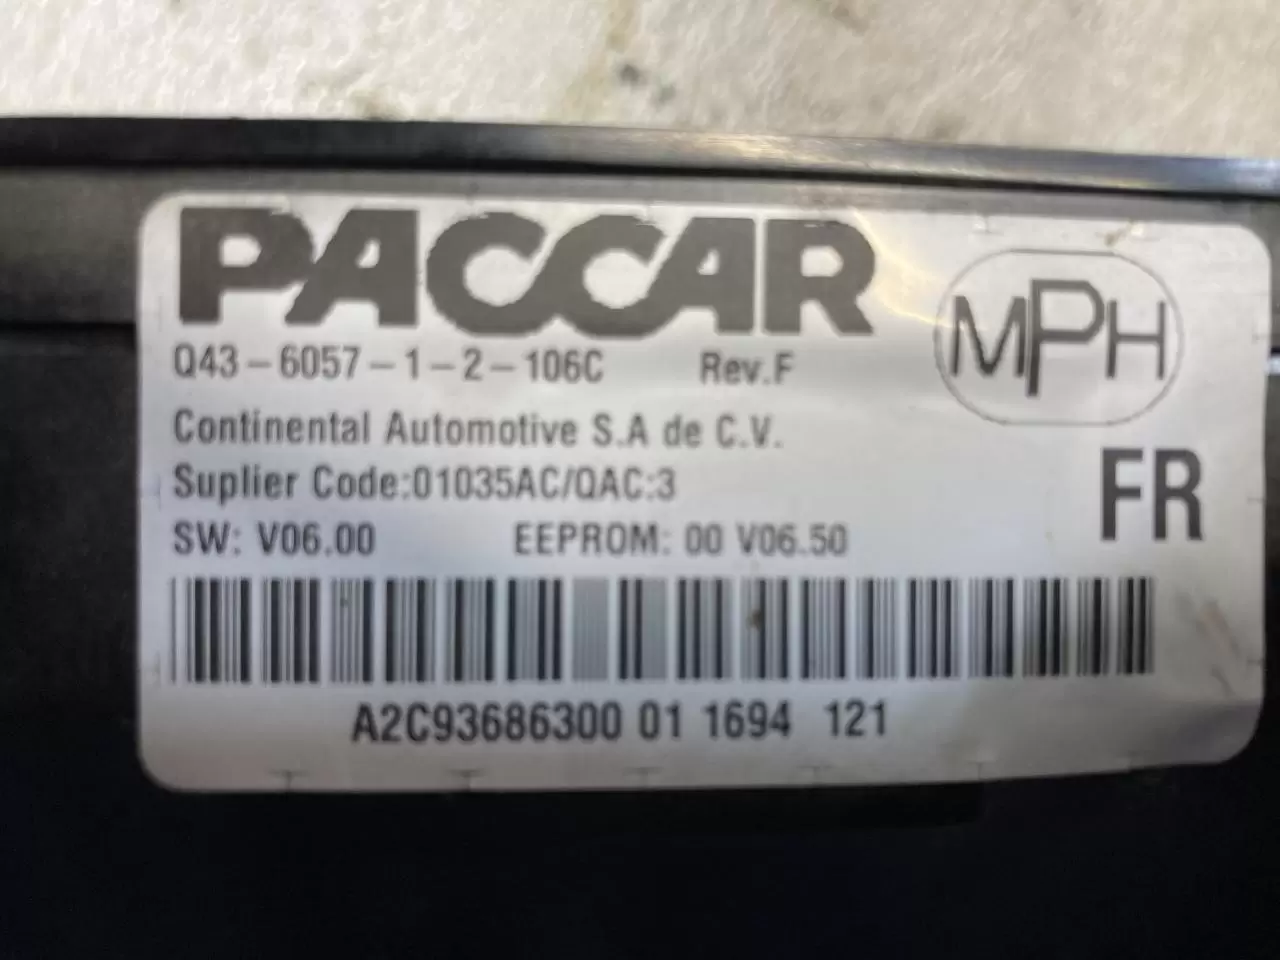 PACCAR
MPH
Q43-6057-1-2-106C Rev.F
Continental Automotive S.A de C.V.
Suplier Code:01035AC/QAC:3
FR
SW: V06.00 EEPROM: 00 V06.50
A2C93686300 01 1694 121